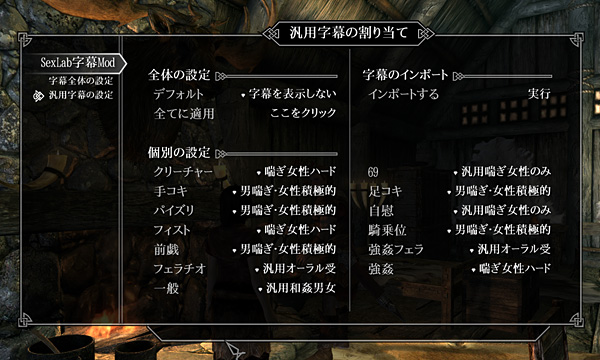 汎用字幕の割り当て
SexLab字幕Mod
字幕全体の設定
汎用字幕の設定
全体の設定
デフォルト ♥字幕を表示しない
全てに適用 ここをクリック
個別の設定
クリーチャー ♥喘ぎ女性ハード
手コキ ♥男喘ぎ・女性積極的
パイズリ ♥男喘ぎ・女性積極的
フィスト ♥喘ぎ女性ハード
前戯 ♥男喘ぎ・女性積極的
フェラチオ ♥汎用オーラル受
一般 ♥汎用和姦男女
字幕のインポート
インポートする 実行
69 ♥汎用喘ぎ女性のみ
足コキ ♥男喘ぎ・女性積極的
自慰 ♥汎用喘ぎ女性のみ
騎乗位 ♥男喘ぎ・女性積極的
強姦フェラ ♥汎用オーラル受
強姦 ♥喘ぎ女性ハード